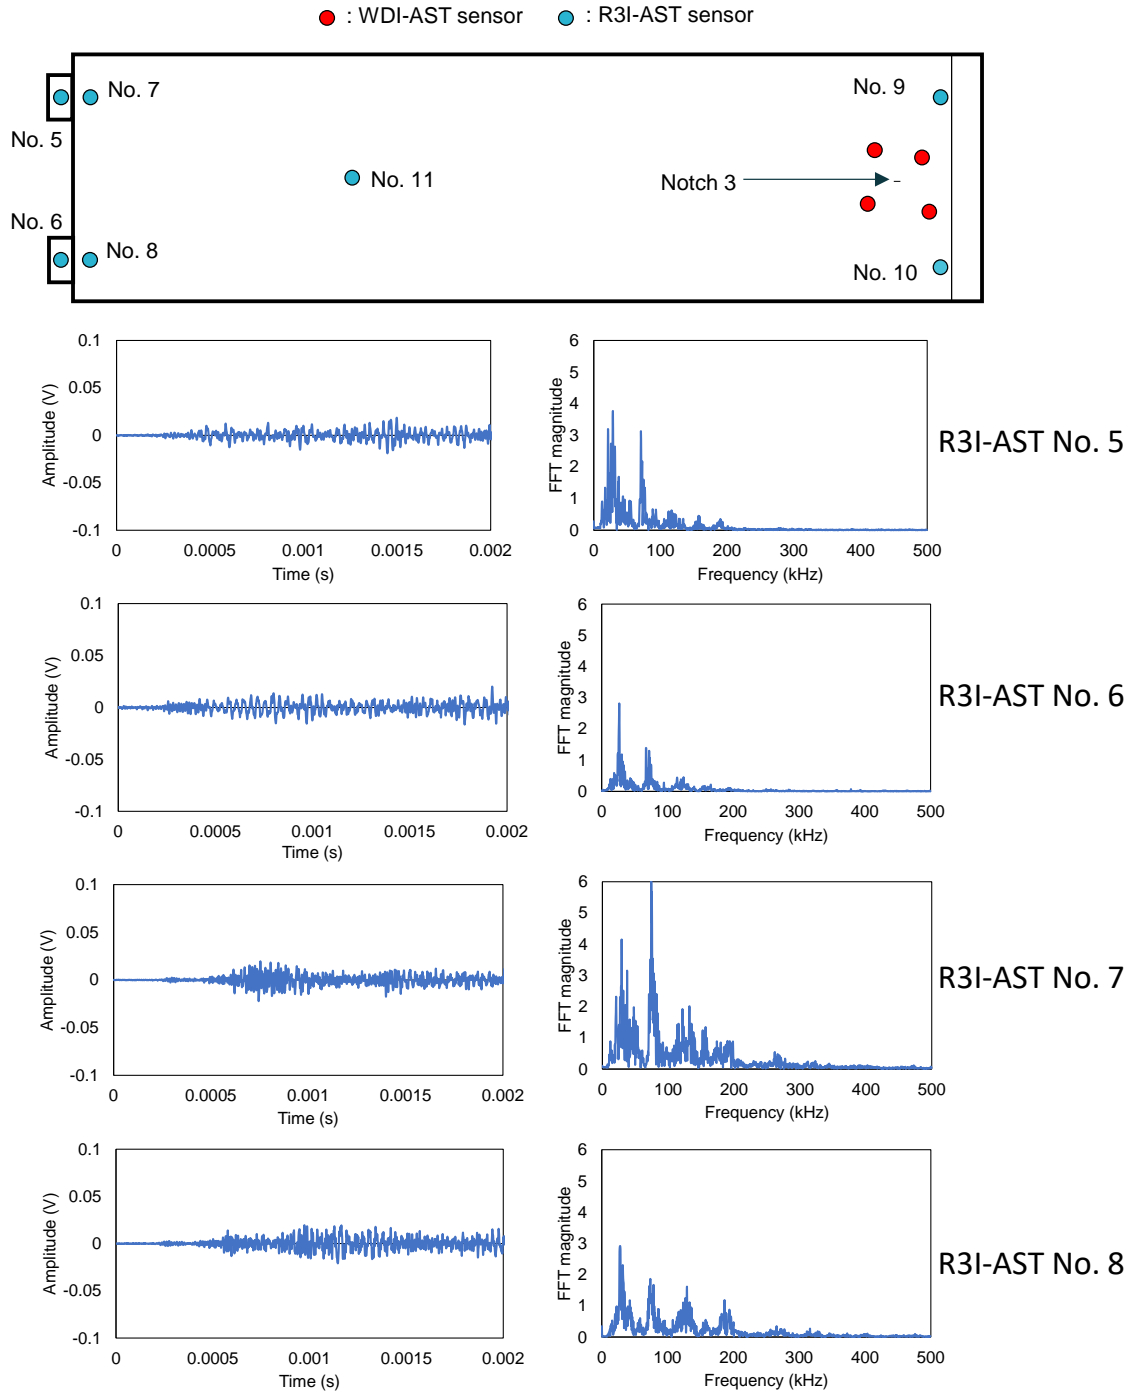 : WDI-AST sensor : R3I-AST sensor
No. 7
No. 9
No. 5
No. 11
Notch 3
No. 6
No. 8
No. 10
0.1
0.05
0
-0.05
-0.1
Amplitude (V)
0 0.0005 0.001 0.0015 0.002
Time (s)
6
5
4
3
2
1
0
FFT magnitude
0 100 200 300 400 500
Frequency (kHz)
R3I-AST No. 5
0.1
0.05
0
-0.05
-0.1
Amplitude (V)
0 0.0005 0.001 0.0015 0.002
Time (s)
6
5
4
3
2
1
0
FFT magnitude
0 100 200 300 400 500
Frequency (kHz)
R3I-AST No. 6
0.1
0.05
0
-0.05
-0.1
Amplitude (V)
0 0.0005 0.001 0.0015 0.002
Time (s)
6
5
4
3
2
1
0
FFT magnitude
0 100 200 300 400 500
Frequency (kHz)
R3I-AST No. 7
0.1
0.05
0
-0.05
-0.1
Amplitude (V)
0 0.0005 0.001 0.0015 0.002
Time (s)
6
5
4
3
2
1
0
FFT magnitude
0 100 200 300 400 500
Frequency (kHz)
R3I-AST No. 8